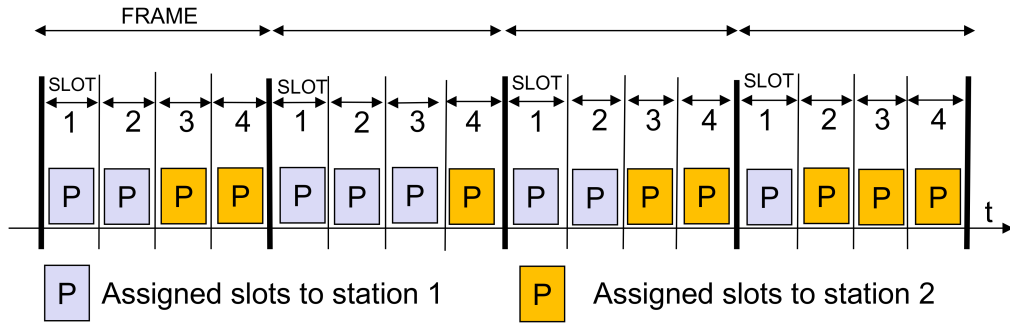 FRAME
SLOT SLOT SLOT SLOT
1 2 3 4 1 2 3 4 1 2 3 4 1 2 3 4
P P P P P P P P P P P P P P P P
t
P Assigned slots to station 1 P Assigned slots to station 2